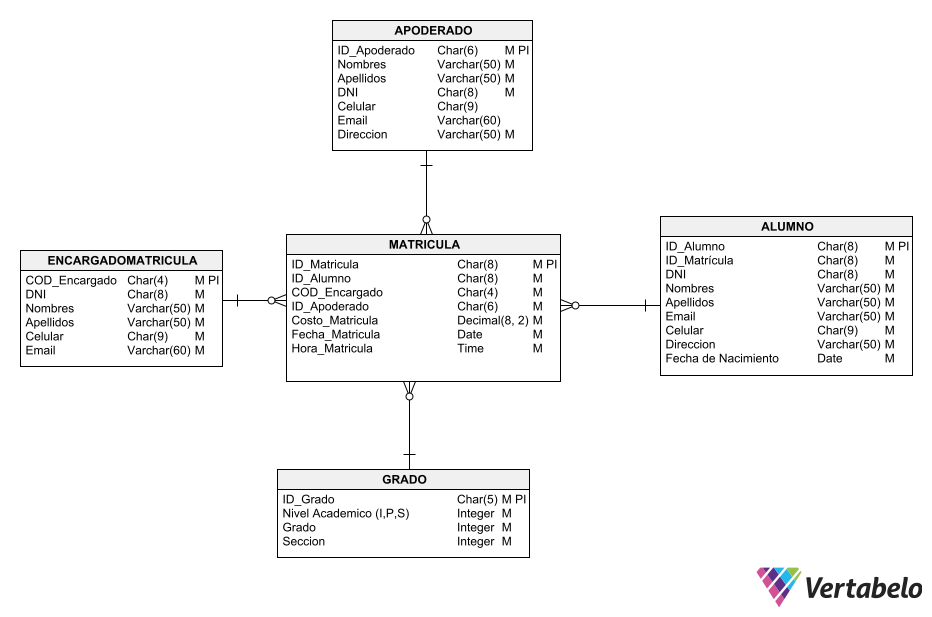 APODERADO
ID_Apoderado Char(6) M PI
Nombres Varchar(50) M
Apellidos Varchar(50) M
DNI Char(8) M
Celular Char(9)
Email Varchar(60)
Direccion Varchar(50) M
ENCARGADOMATRICULA
COD_Encargado Char(4) M PI
DNI Char(8) M
Nombres Varchar(50) M
Apellidos Varchar(50) M
Celular Char(9) M
Email Varchar(60) M
MATRICULA
ID_Matricula Char(8) M PI
ID_Alumno Char(8) M
COD_Encargado Char(4) M
ID_Apoderado Char(6) M
Costo_Matricula Decimal(8, 2) M
Fecha_Matricula Date M
Hora_Matricula Time M
ALUMNO
ID_Alumno Char(8) M PI
ID_Matrícula Char(8) M
DNI Char(8) M
Nombres Varchar(50) M
Apellidos Varchar(50) M
Email Varchar(50) M
Celular Char(9) M
Direccion Varchar(50) M
Fecha de Nacimiento Date M
GRADO
ID_Grado Char(5) M PI
Nivel Academico (I,P,S) Integer M
Grado Integer M
Seccion Integer M
Vertabelo